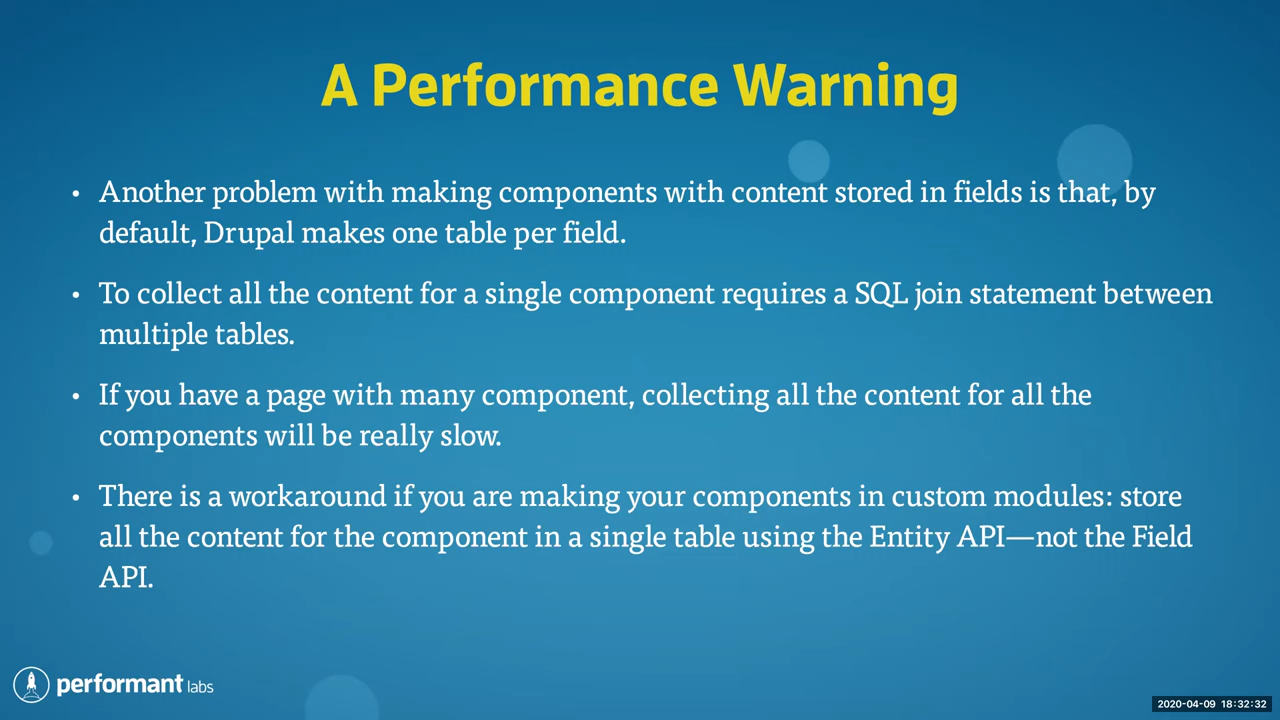 A Performance Warning
• Another problem with making components with content stored in fields is that, by
default, Drupal makes one table per field.
• To collect all the content for a single component requires a SQL join statement between
multiple tables.
• If you have a page with many component, collecting all the content for all the
components will be really slow.
• There is a workaround if you are making your components in custom modules: store
all the content for the component in a single table using the Entity API—not the Field
API.
performant labs
2020-04-09 18:32:32